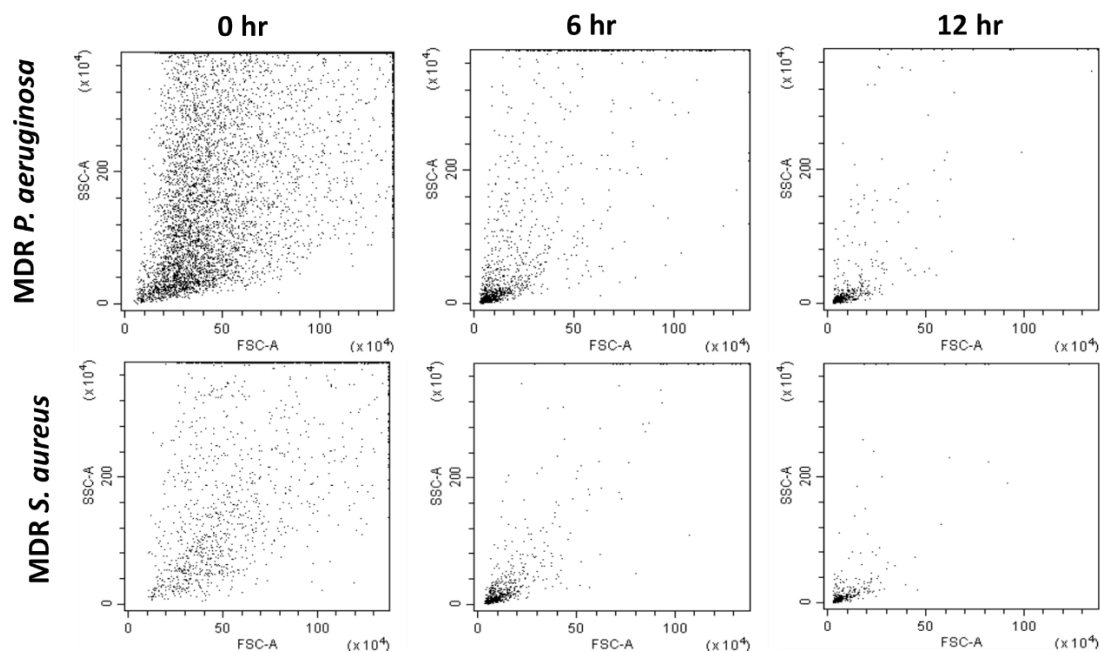 0 hr 6 hr 12 hr
MDR P. aeruginosa
(x10⁴)
SSC-A
200
0
0 50 100
FSC-A (x10⁴)
(x10⁴)
SSC-A
200
0
0 50 100
FSC-A (x10⁴)
(x10⁴)
SSC-A
200
0
0 50 100
FSC-A (x10⁴)
MDR S. aureus
(x10⁴)
SSC-A
200
0
0 50 100
FSC-A (x10⁴)
(x10⁴)
SSC-A
200
0
0 50 100
FSC-A (x10⁴)
(x10⁴)
SSC-A
200
0
0 50 100
FSC-A (x10⁴)